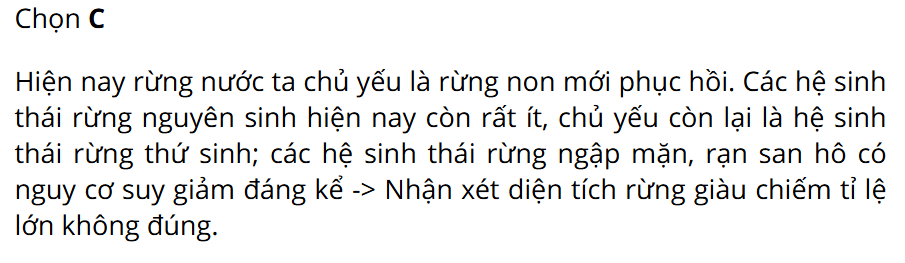 Chọn C
Hiện nay rừng nước ta chủ yếu là rừng non mới phục hồi. Các hệ sinh
thái rừng nguyên sinh hiện nay còn rất ít, chủ yếu còn lại là hệ sinh
thái rừng thứ sinh; các hệ sinh thái rừng ngập mặn, rạn san hô có
nguy cơ suy giảm đáng kể -> Nhận xét diện tích rừng giàu chiếm tỉ lệ
lớn không đúng.